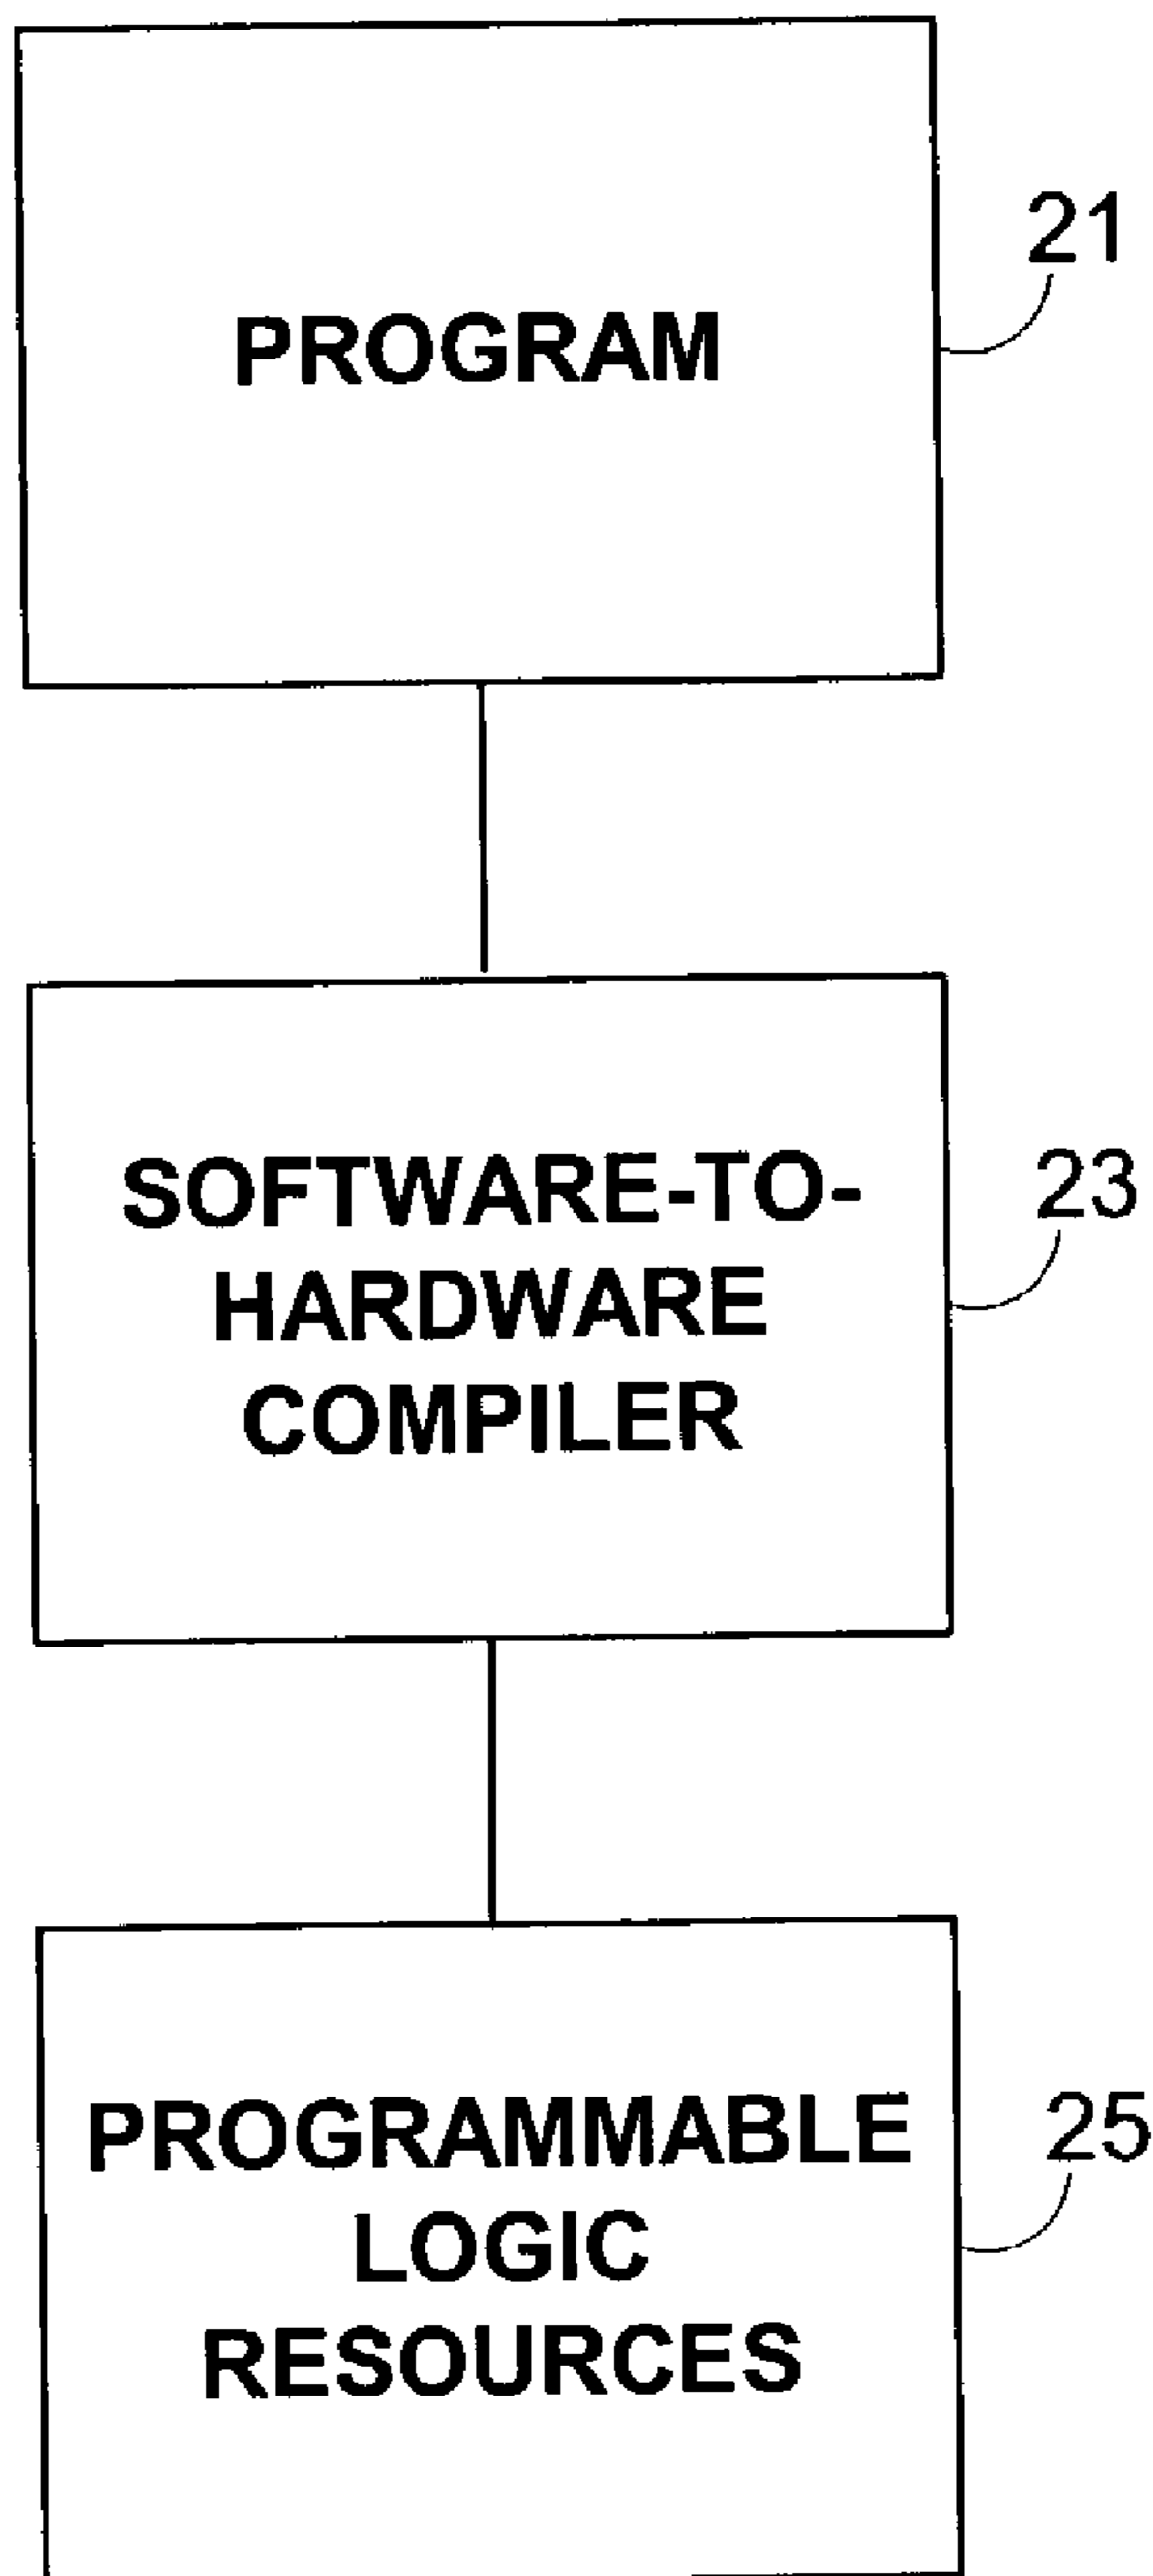 PROGRAM
21
SOFTWARE-TO-
HARDWARE
COMPILER
23
PROGRAMMABLE
LOGIC
RESOURCES
25